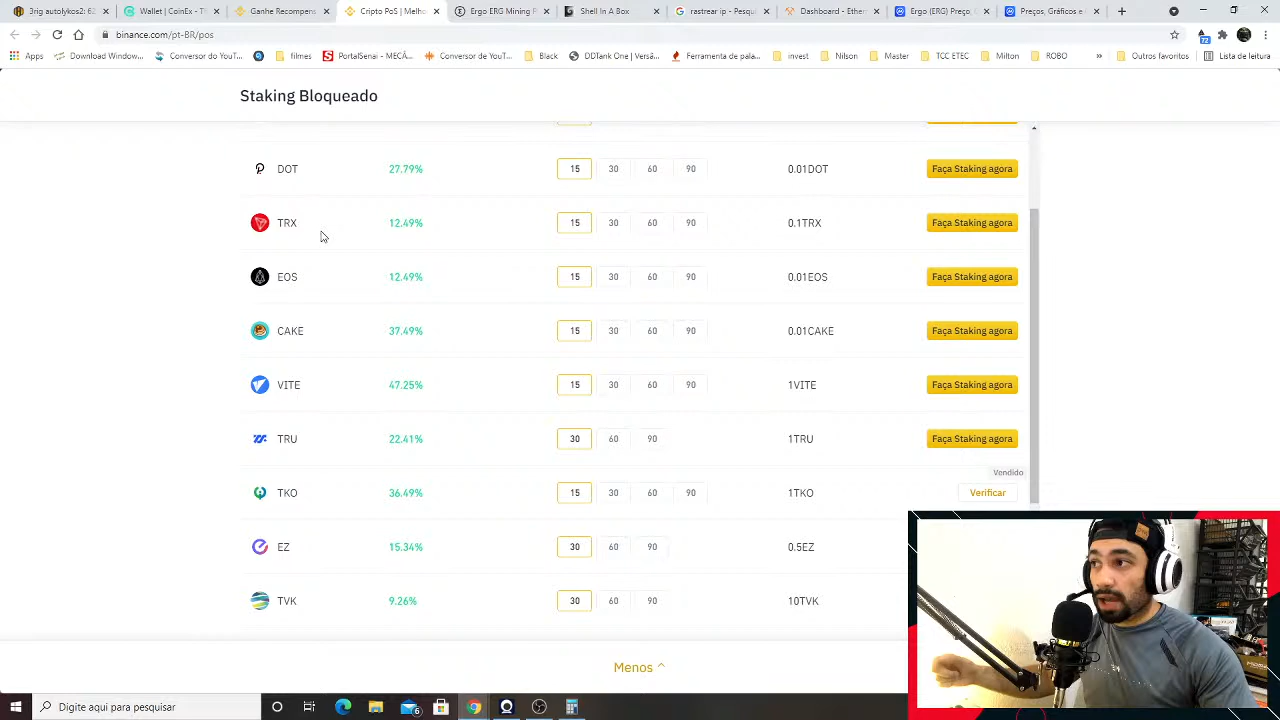 3rig autolykos2: 62
Wallet | CoinEx - Th
Ganhe Recompens
Cripto PoS | Melho
Ergo ERG Mining P
Shell In A Box
rastrear ip - Pesqui
Dashboard - Ether
Ergo (ERG) Preço, 
Preços, Gráficos e
binance.com/pt-BR/pos
72
Apps
Download Window...
Conversor do YouT...
filmes
PortalSenai - MECÂ...
Conversor de YouT...
Black
DDTank One | Versã...
Ferramenta de pala...
invest
Nilson
Master
TCC ETEC
Milton
ROBO
»
Outros favoritos
Lista de leitura
Staking Bloqueado
DOT 27.79% 15 30 60 90 0.01DOT Faça Staking agora
TRX 12.49% 15 30 60 90 0.1TRX Faça Staking agora
EOS 12.49% 15 30 60 90 0.01EOS Faça Staking agora
CAKE 37.49% 15 30 60 90 0.01CAKE Faça Staking agora
VITE 47.25% 15 30 60 90 1VITE Faça Staking agora
TRU 22.41% 30 60 90 1TRU Faça Staking agora
Vendido
TKO 36.49% 15 30 60 90 1TKO Verificar
EZ 15.34% 30 60 90 0.5EZ
TVK 9.26% 30 60 90 10TVK
Menos
Digite aqui para pesquisar
6